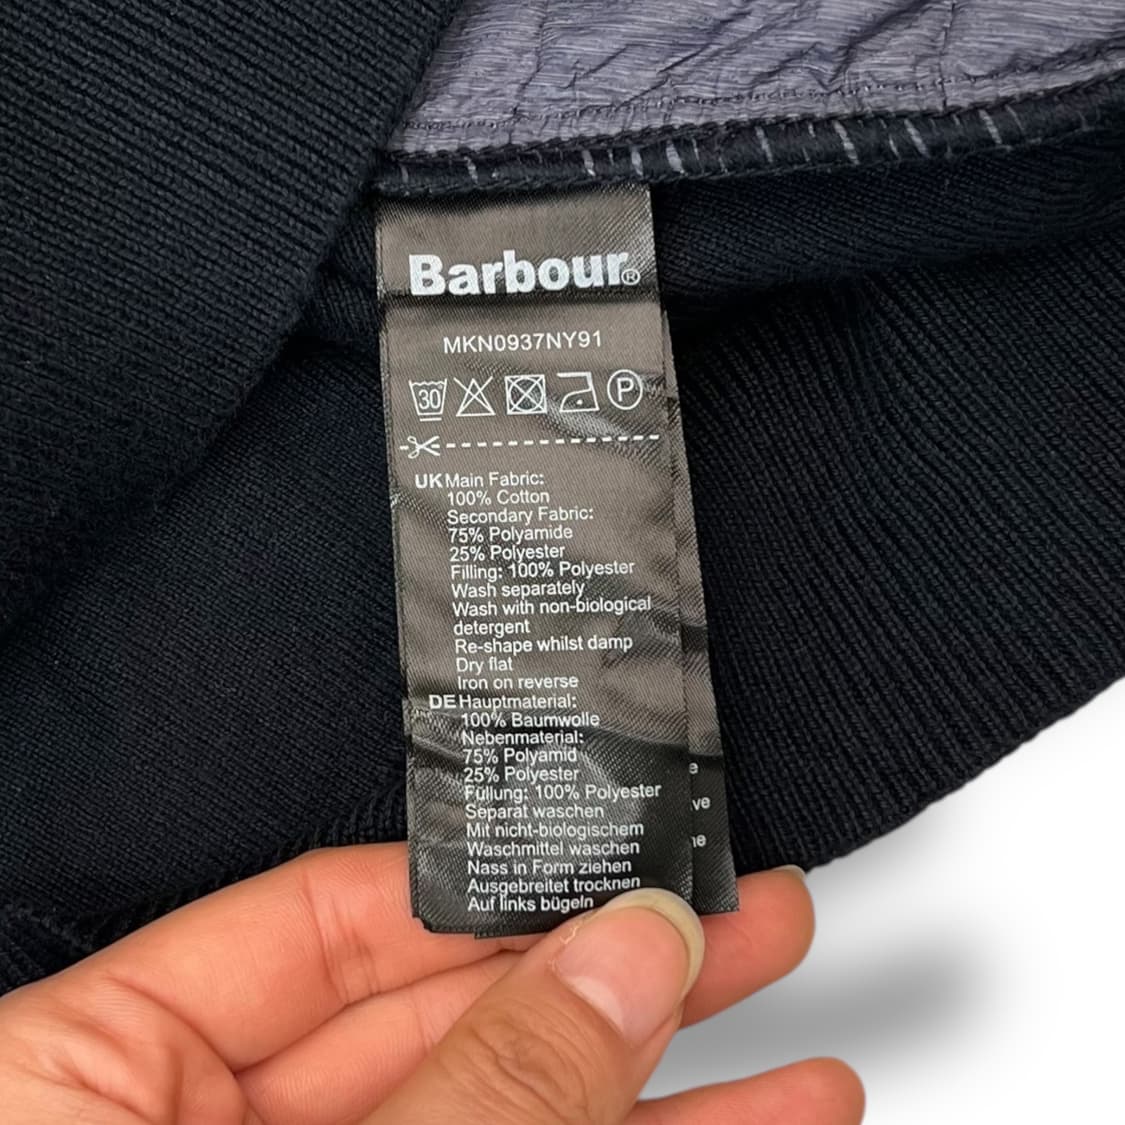 Barbour®
MKN0937NY91
30 P
UK Main Fabric:
100% Cotton
Secondary Fabric:
75% Polyamide
25% Polyester
Filling: 100% Polyester
Wash separately
Wash with non-biological
detergent
Re-shape whilst damp
Dry flat
Iron on reverse
DE Hauptmaterial:
100% Baumwolle
Nebenmaterial:
75% Polyamid
25% Polyester
Füllung: 100% Polyester
Separat waschen
Mit nicht-biologischem
Waschmittel waschen
Nass in Form ziehen
Ausgebreitet trocknen
Auf links bügeln